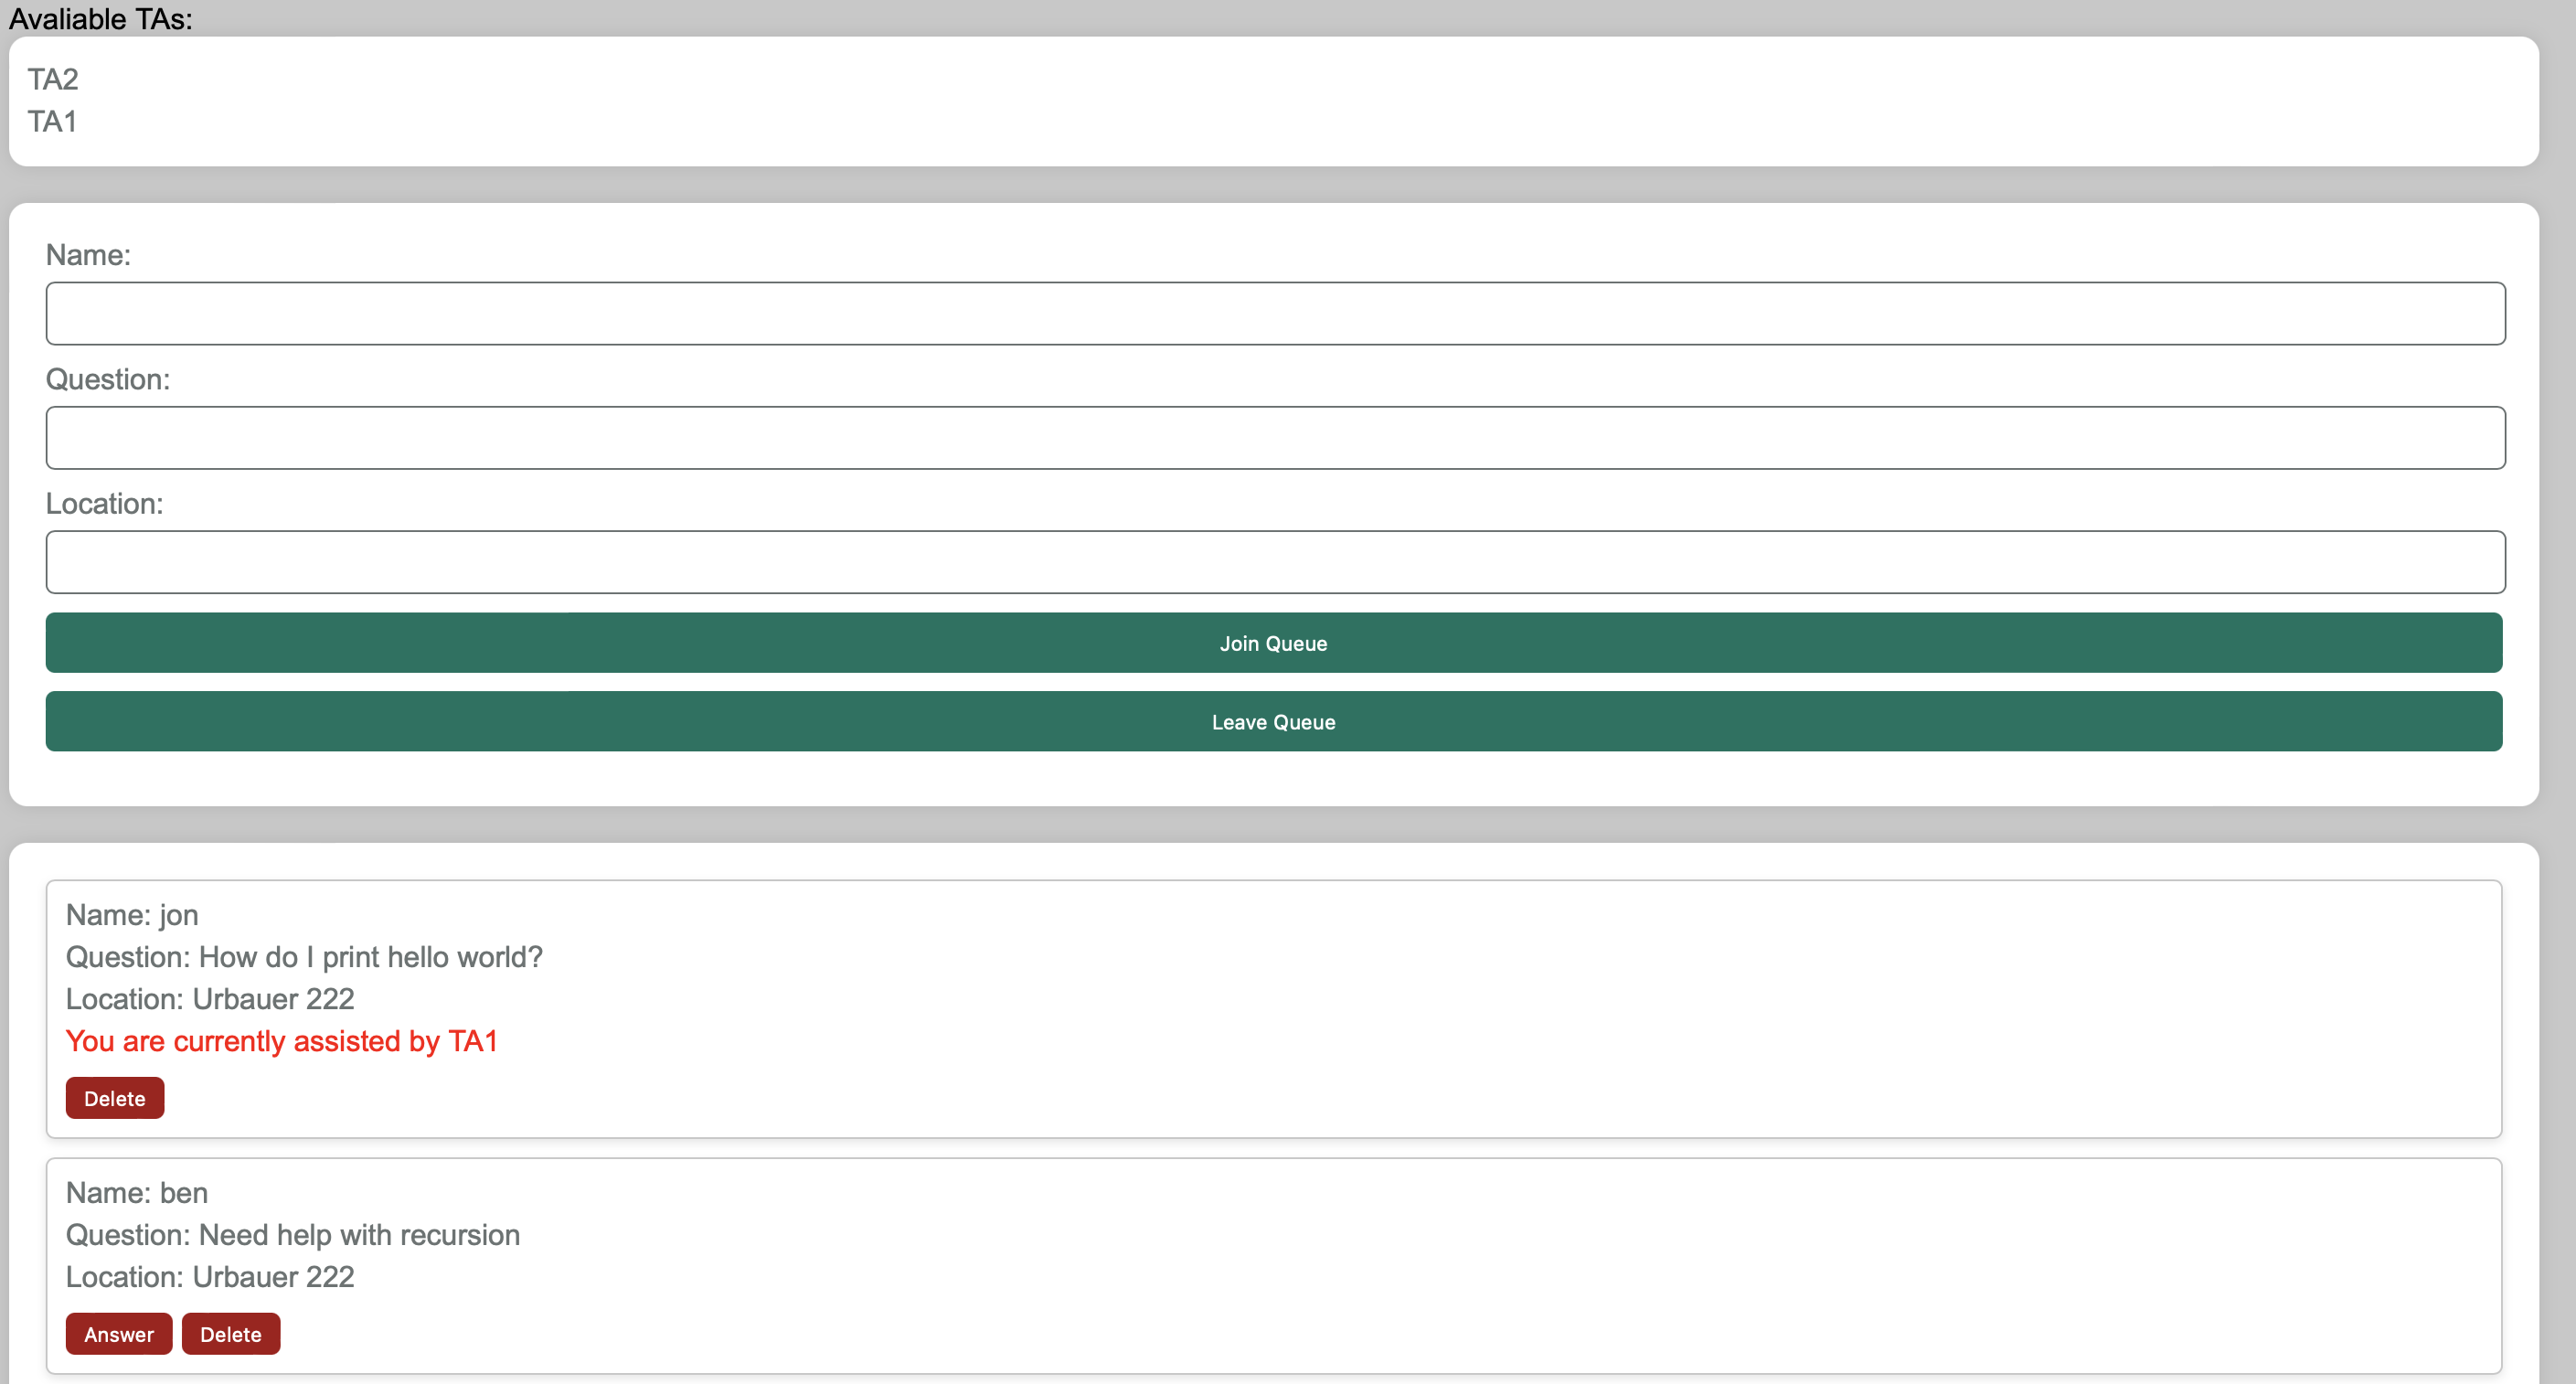 Avaliable TAs:
TA2
TA1
Name:
Question:
Location:
Join Queue
Leave Queue
Name: jon
Question: How do I print hello world?
Location: Urbauer 222
You are currently assisted by TA1
Delete
Name: ben
Question: Need help with recursion
Location: Urbauer 222
Answer Delete